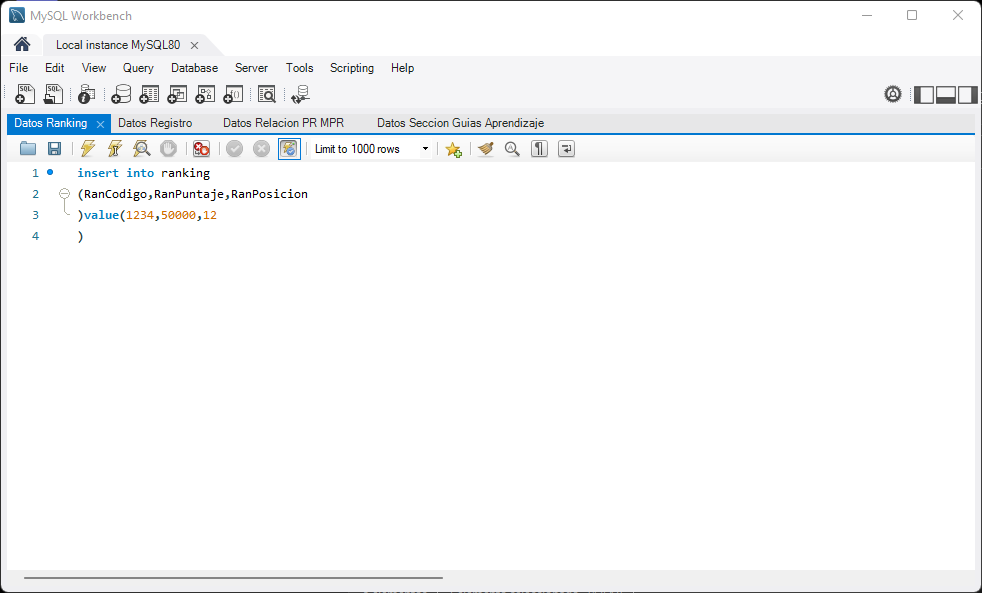 MySQL Workbench
Local instance MySQL80
File Edit View Query Database Server Tools Scripting Help
Datos Ranking Datos Registro Datos Relacion PR MPR Datos Seccion Guias Aprendizaje
Limit to 1000 rows
1 insert into ranking
2 (RanCodigo,RanPuntaje,RanPosicion
3 )value(1234,50000,12
4 )